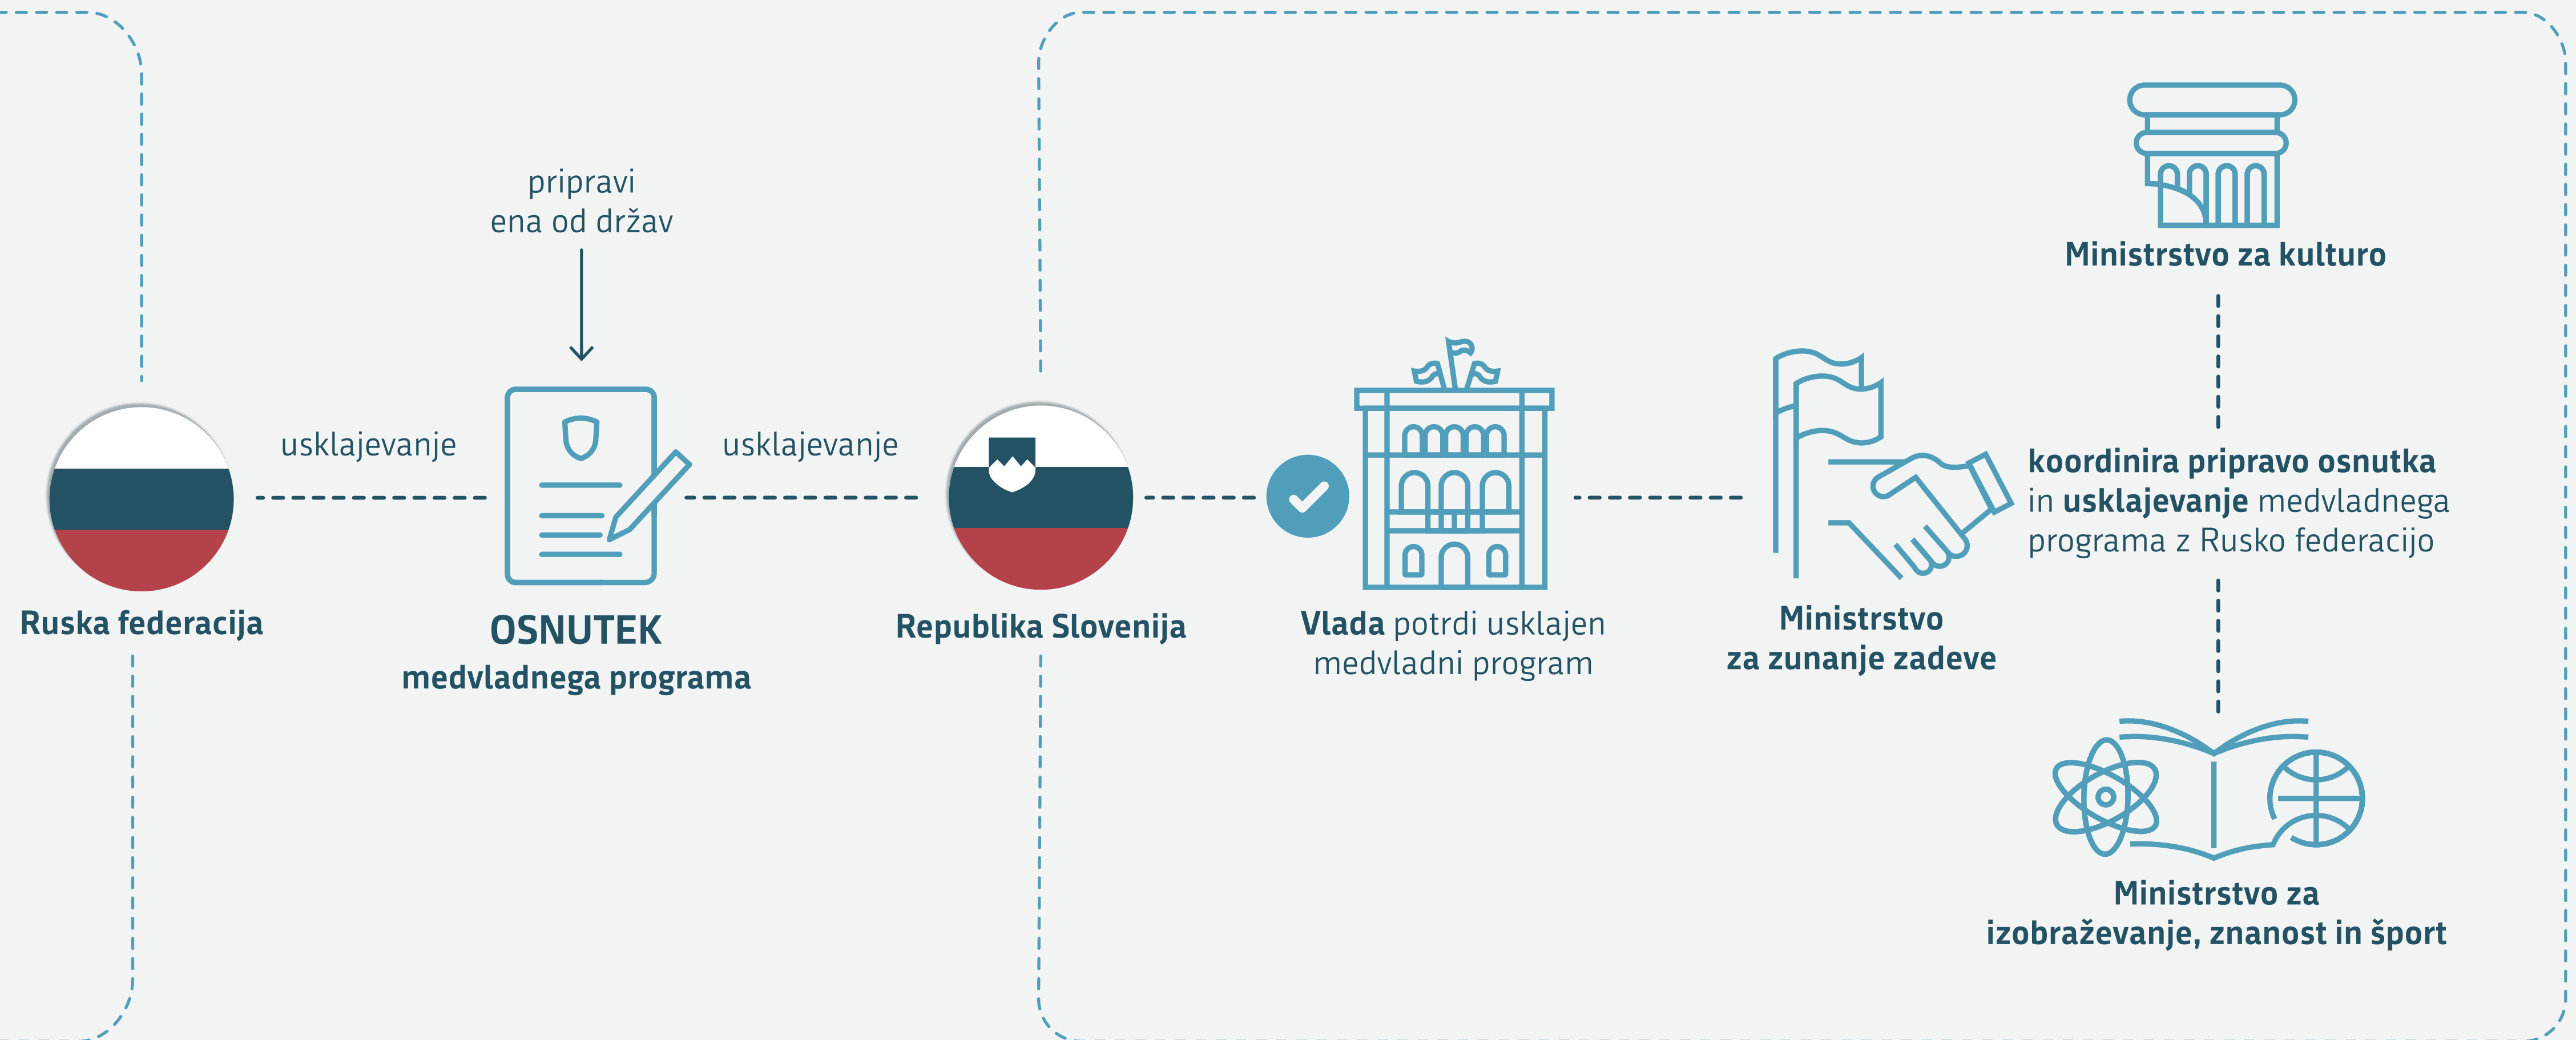 pripravi
ena od držav
usklajevanje
usklajevanje
Ruska federacija
OSNUTEK
medvladnega programa
Republika Slovenija
Vlada potrdi usklajen
medvladni program
Ministrstvo
za zunanje zadeve
Ministrstvo za kulturo
koordinira pripravo osnutka
in usklajevanje medvladnega
programa z Rusko federacijo
Ministrstvo za
izobraževanje, znanost in šport